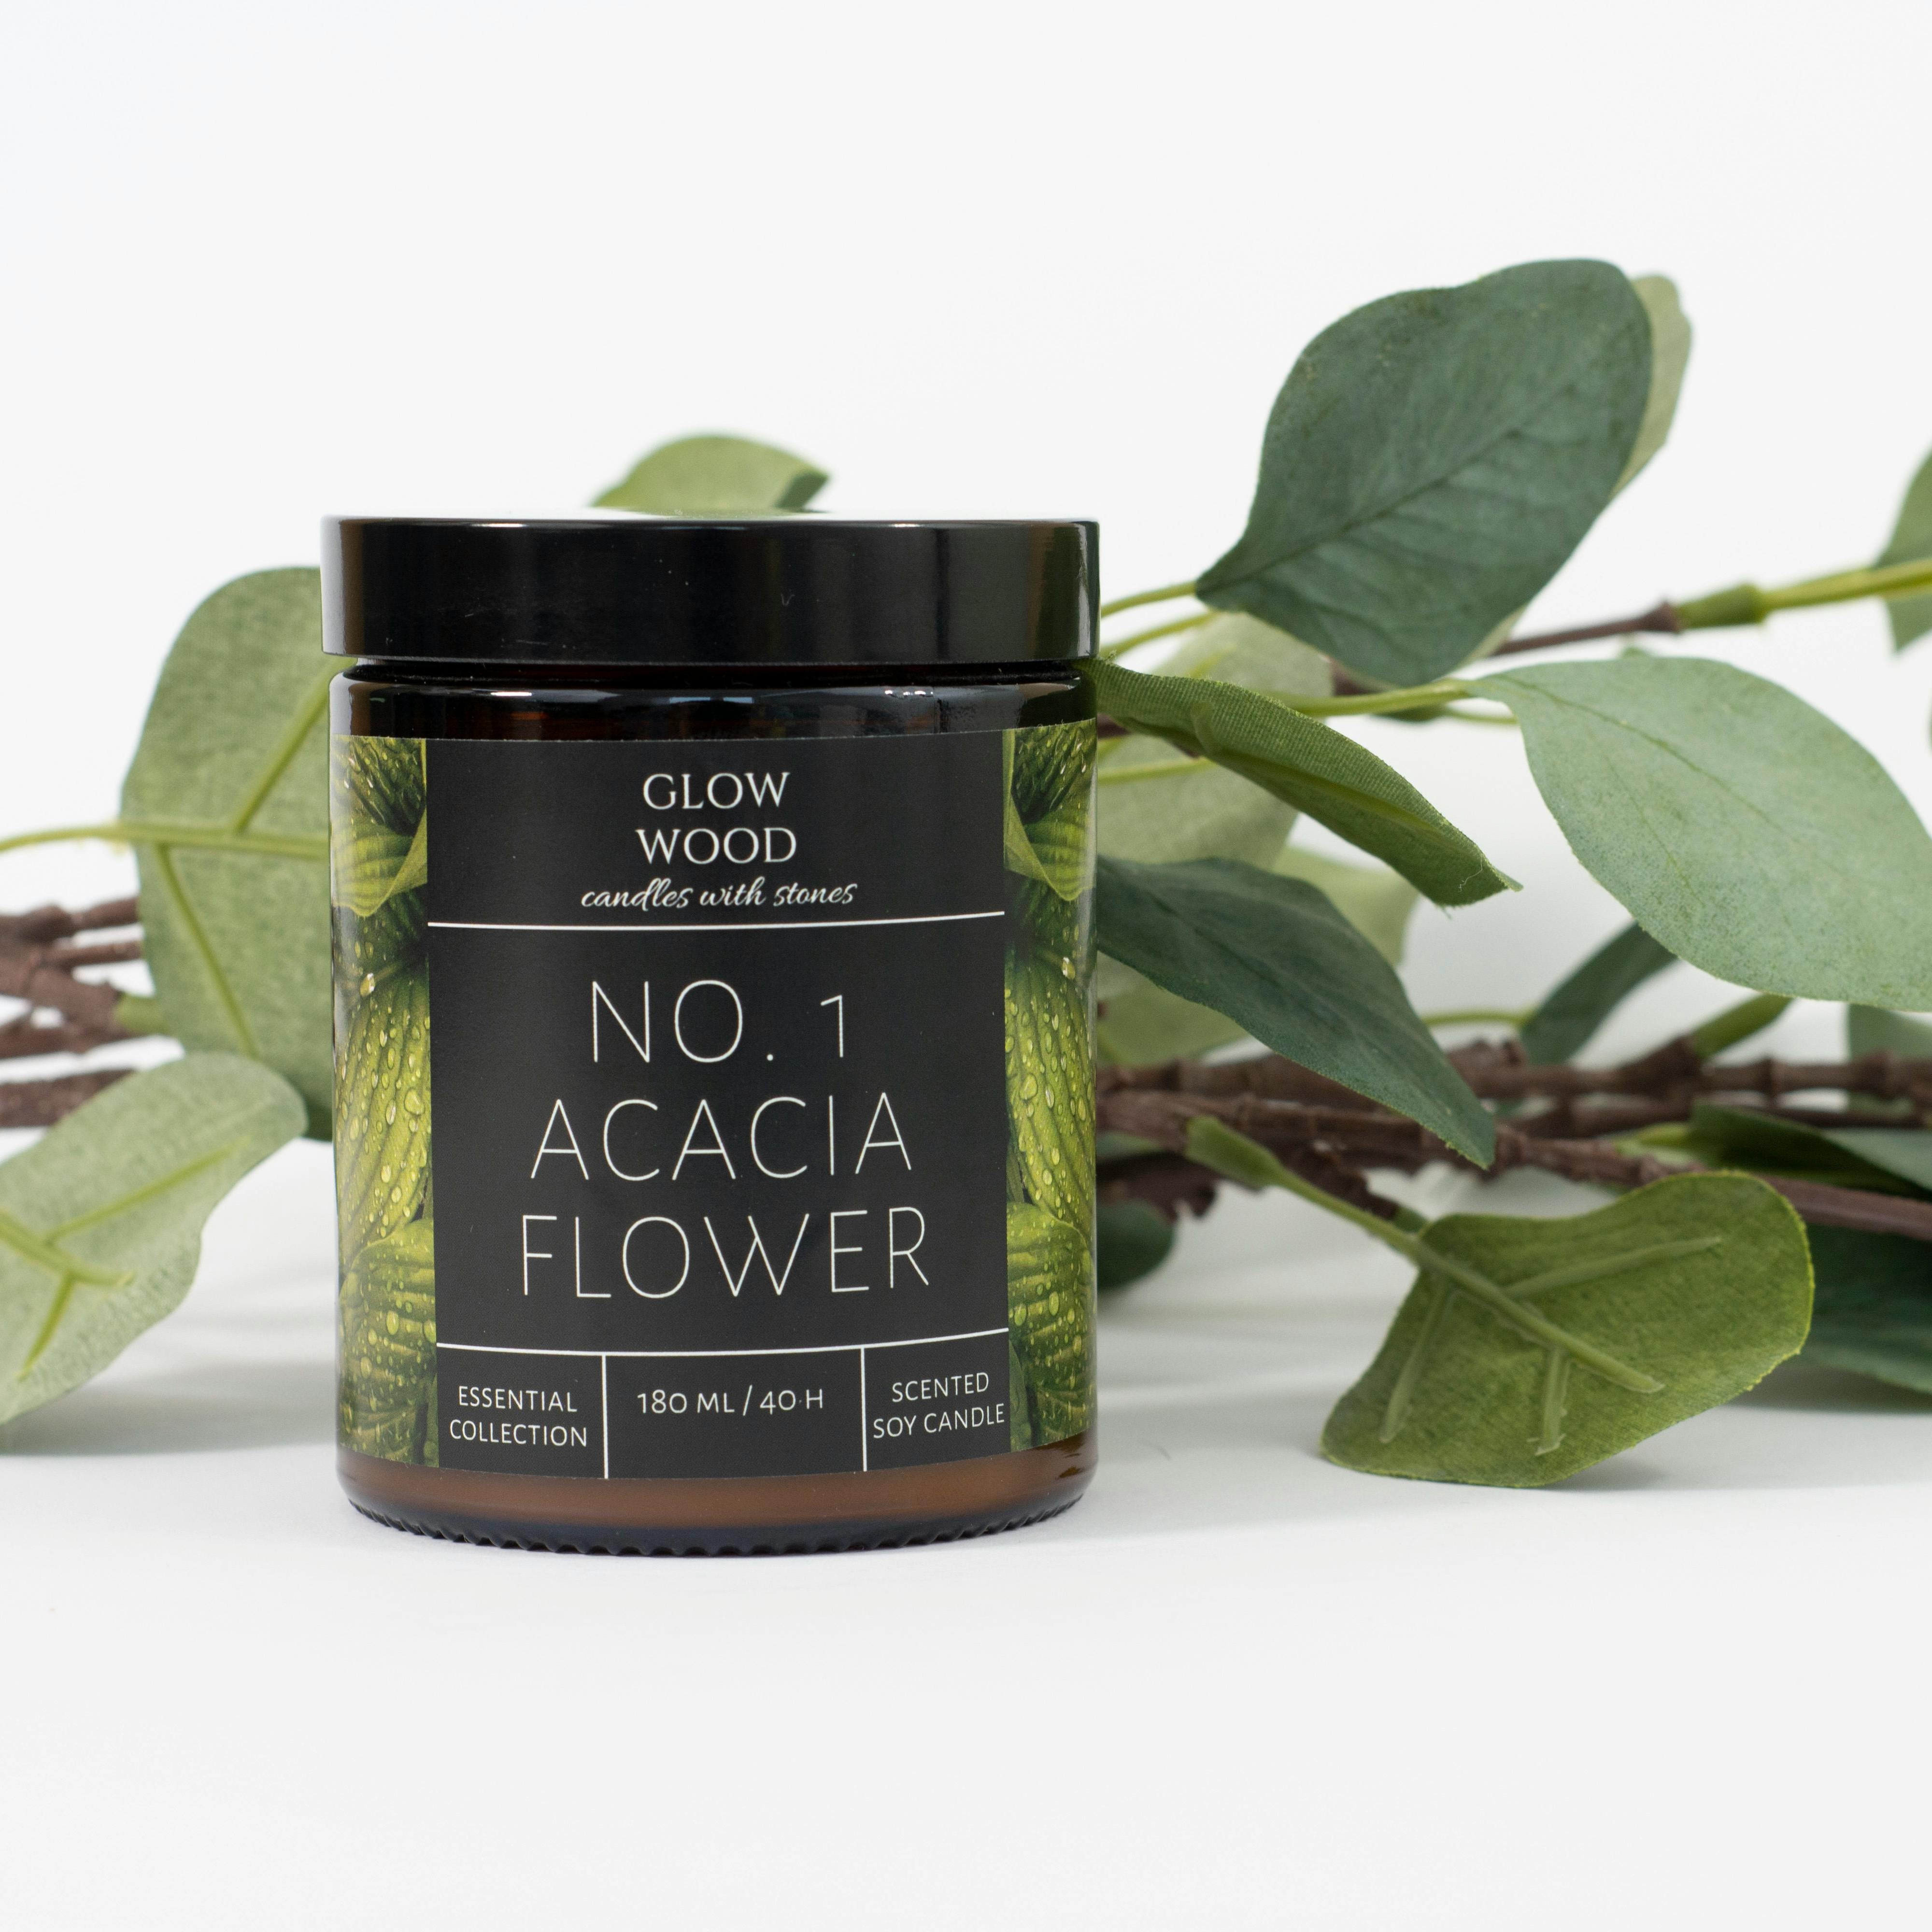 GLOW
WOOD
candles with stones
NO. 1
ACACIA
FLOWER
ESSENTIAL
COLLECTION
180 ML / 40 H
SCENTED
SOY CANDLE